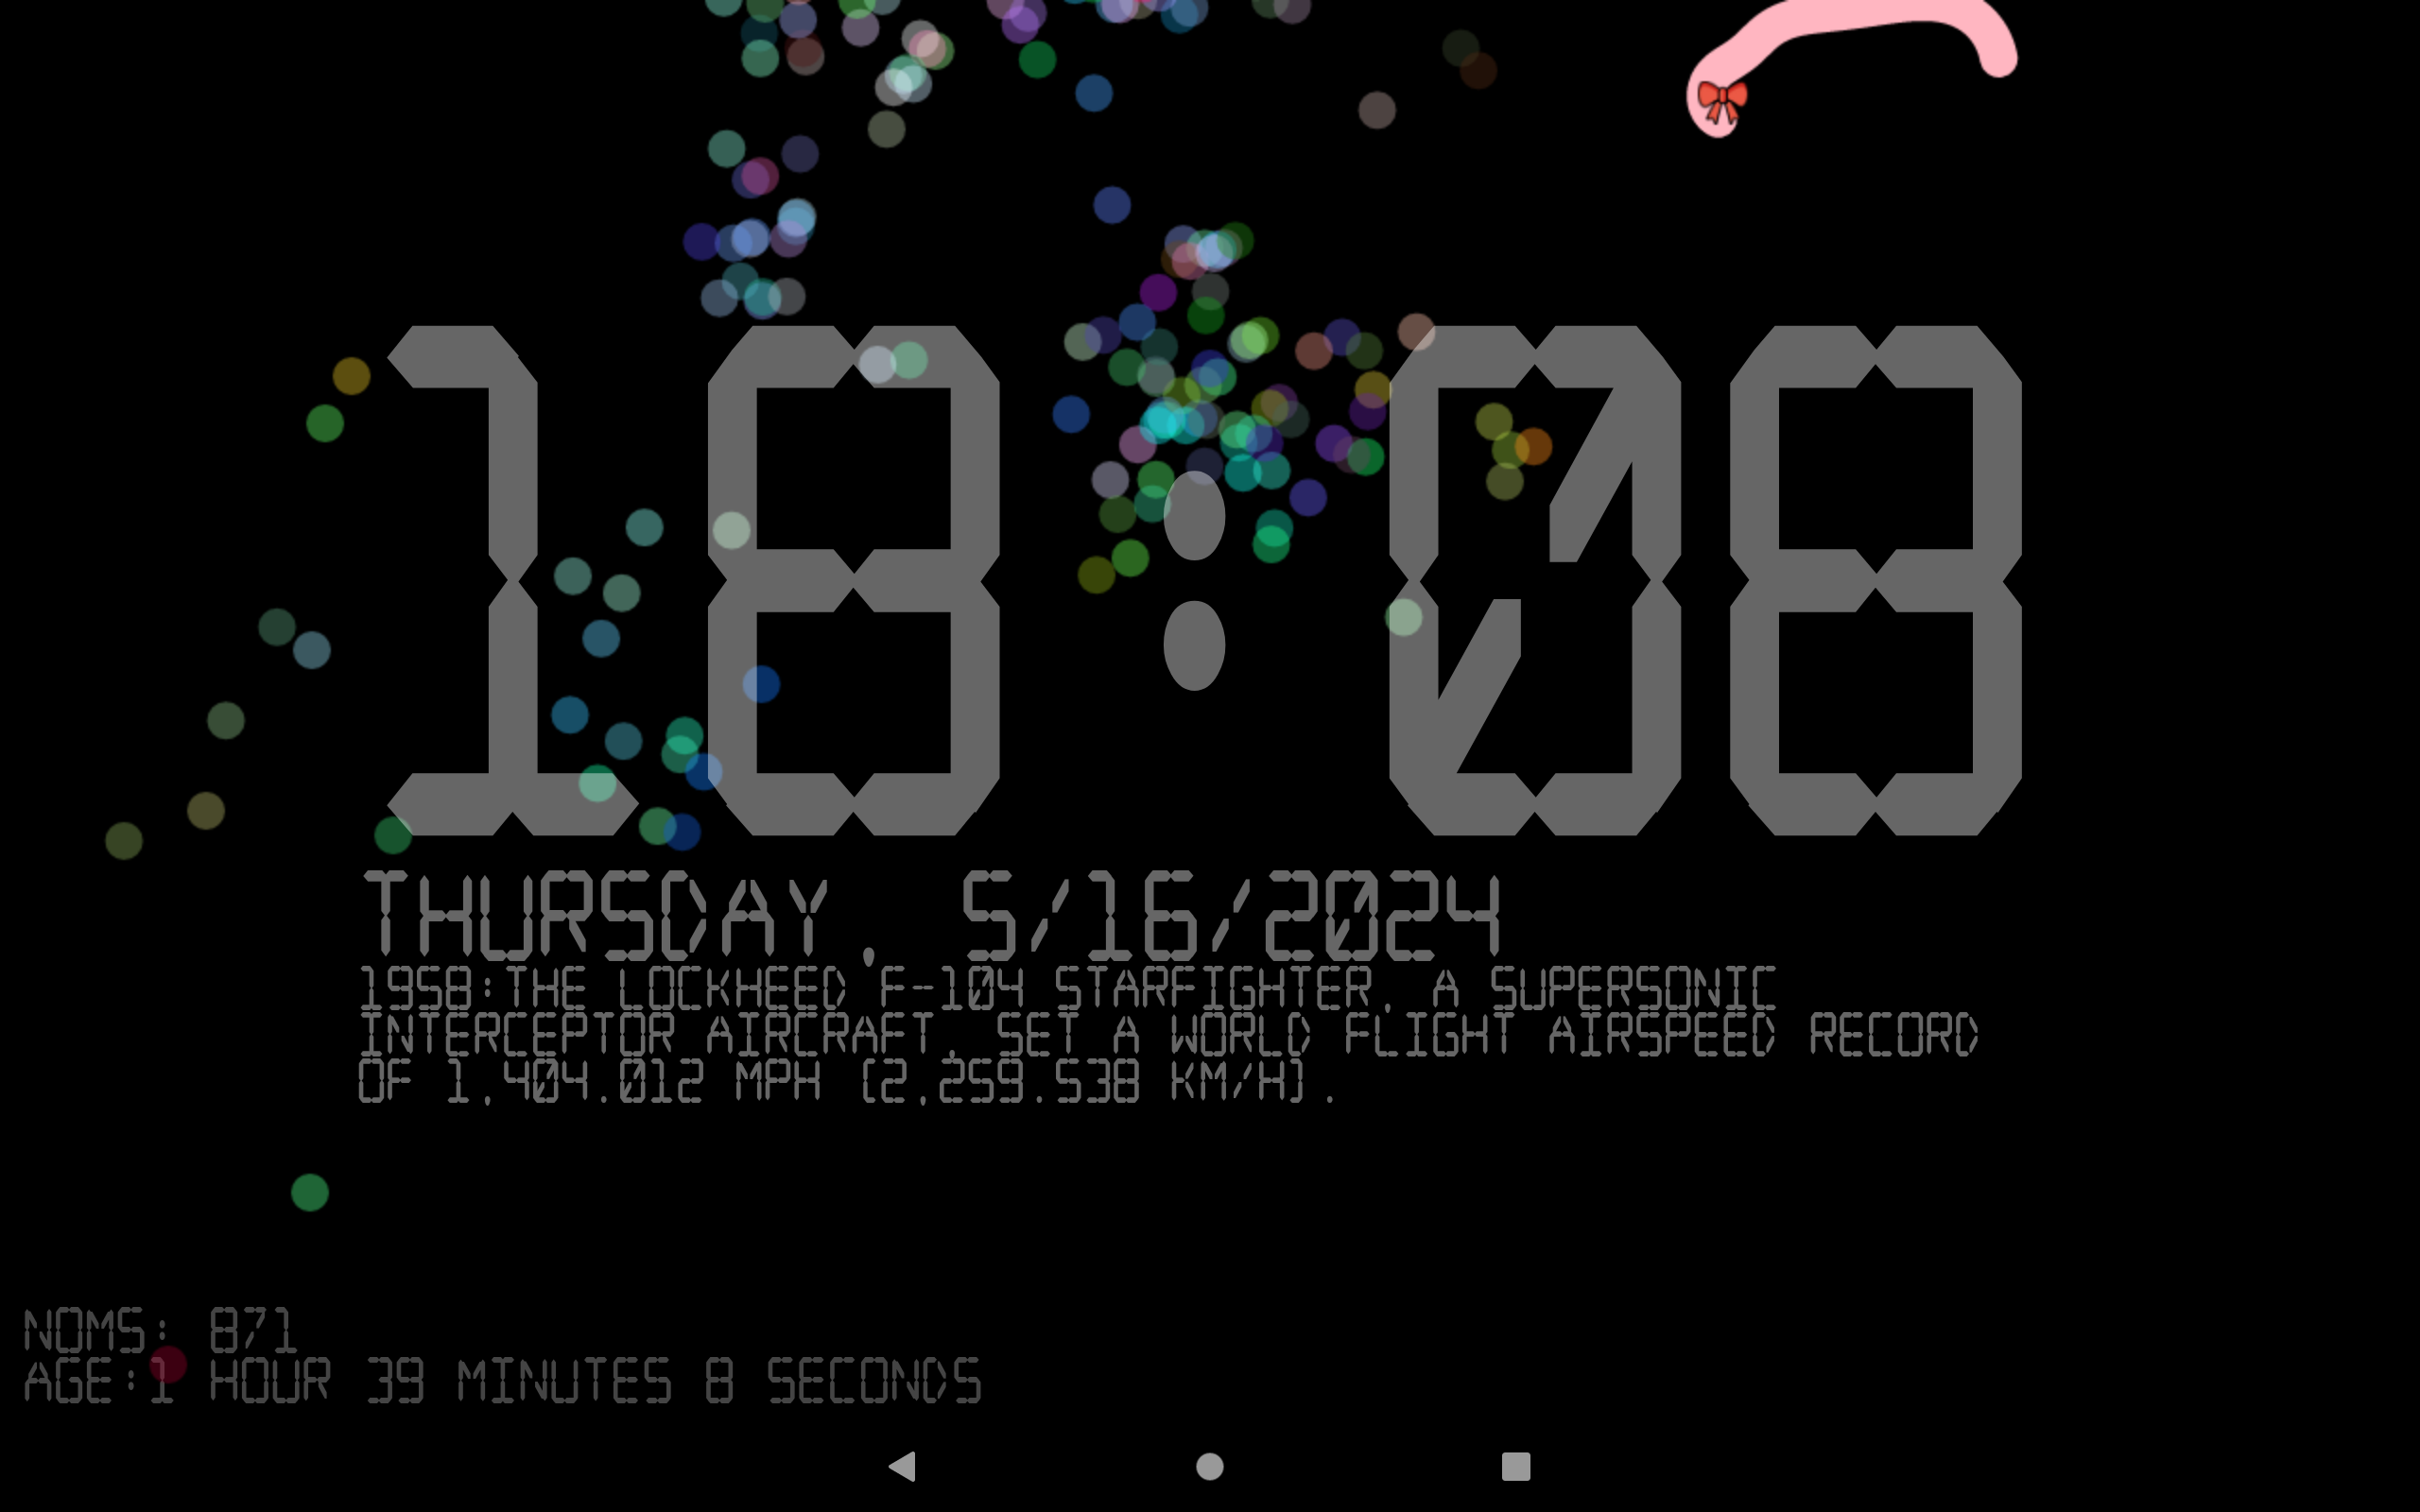 18:08
THURSDAY, 5/16/2024
1958:THE LOCKHEED F-104 STARFIGHTER, A SUPERSONIC
INTERCEPTOR AIRCRAFT, SET A WORLD FLIGHT AIRSPEED RECORD
OF 1,404.012 MPH (2,259.538 KM/H).
NOMS: 871
AGE:1 HOUR 39 MINUTES 8 SECONDS